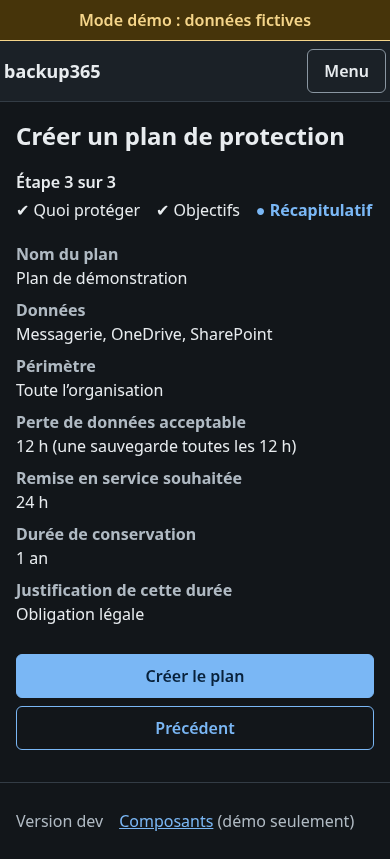 Mode démo : données fictives
backup365
Menu
Créer un plan de protection
Étape 3 sur 3
✔ Quoi protéger ✔ Objectifs ● Récapitulatif
Nom du plan
Plan de démonstration
Données
Messagerie, OneDrive, SharePoint
Périmètre
Toute l’organisation
Perte de données acceptable
12 h (une sauvegarde toutes les 12 h)
Remise en service souhaitée
24 h
Durée de conservation
1 an
Justification de cette durée
Obligation légale
Créer le plan
Précédent
Version dev Composants (démo seulement)